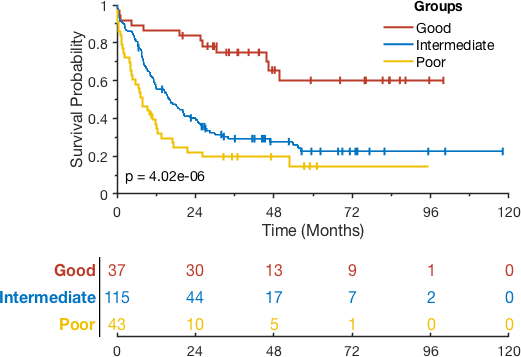 Groups
Good
Intermediate
Poor
Survival Probability
1
0.8
0.6
0.4
0.2
0
p = 4.02e-06
0 24 48 72 96 120
Time (Months)
Good 37 30 13 9 1 0
Intermediate 115 44 17 7 2 0
Poor 43 10 5 1 0 0
0 24 48 72 96 120